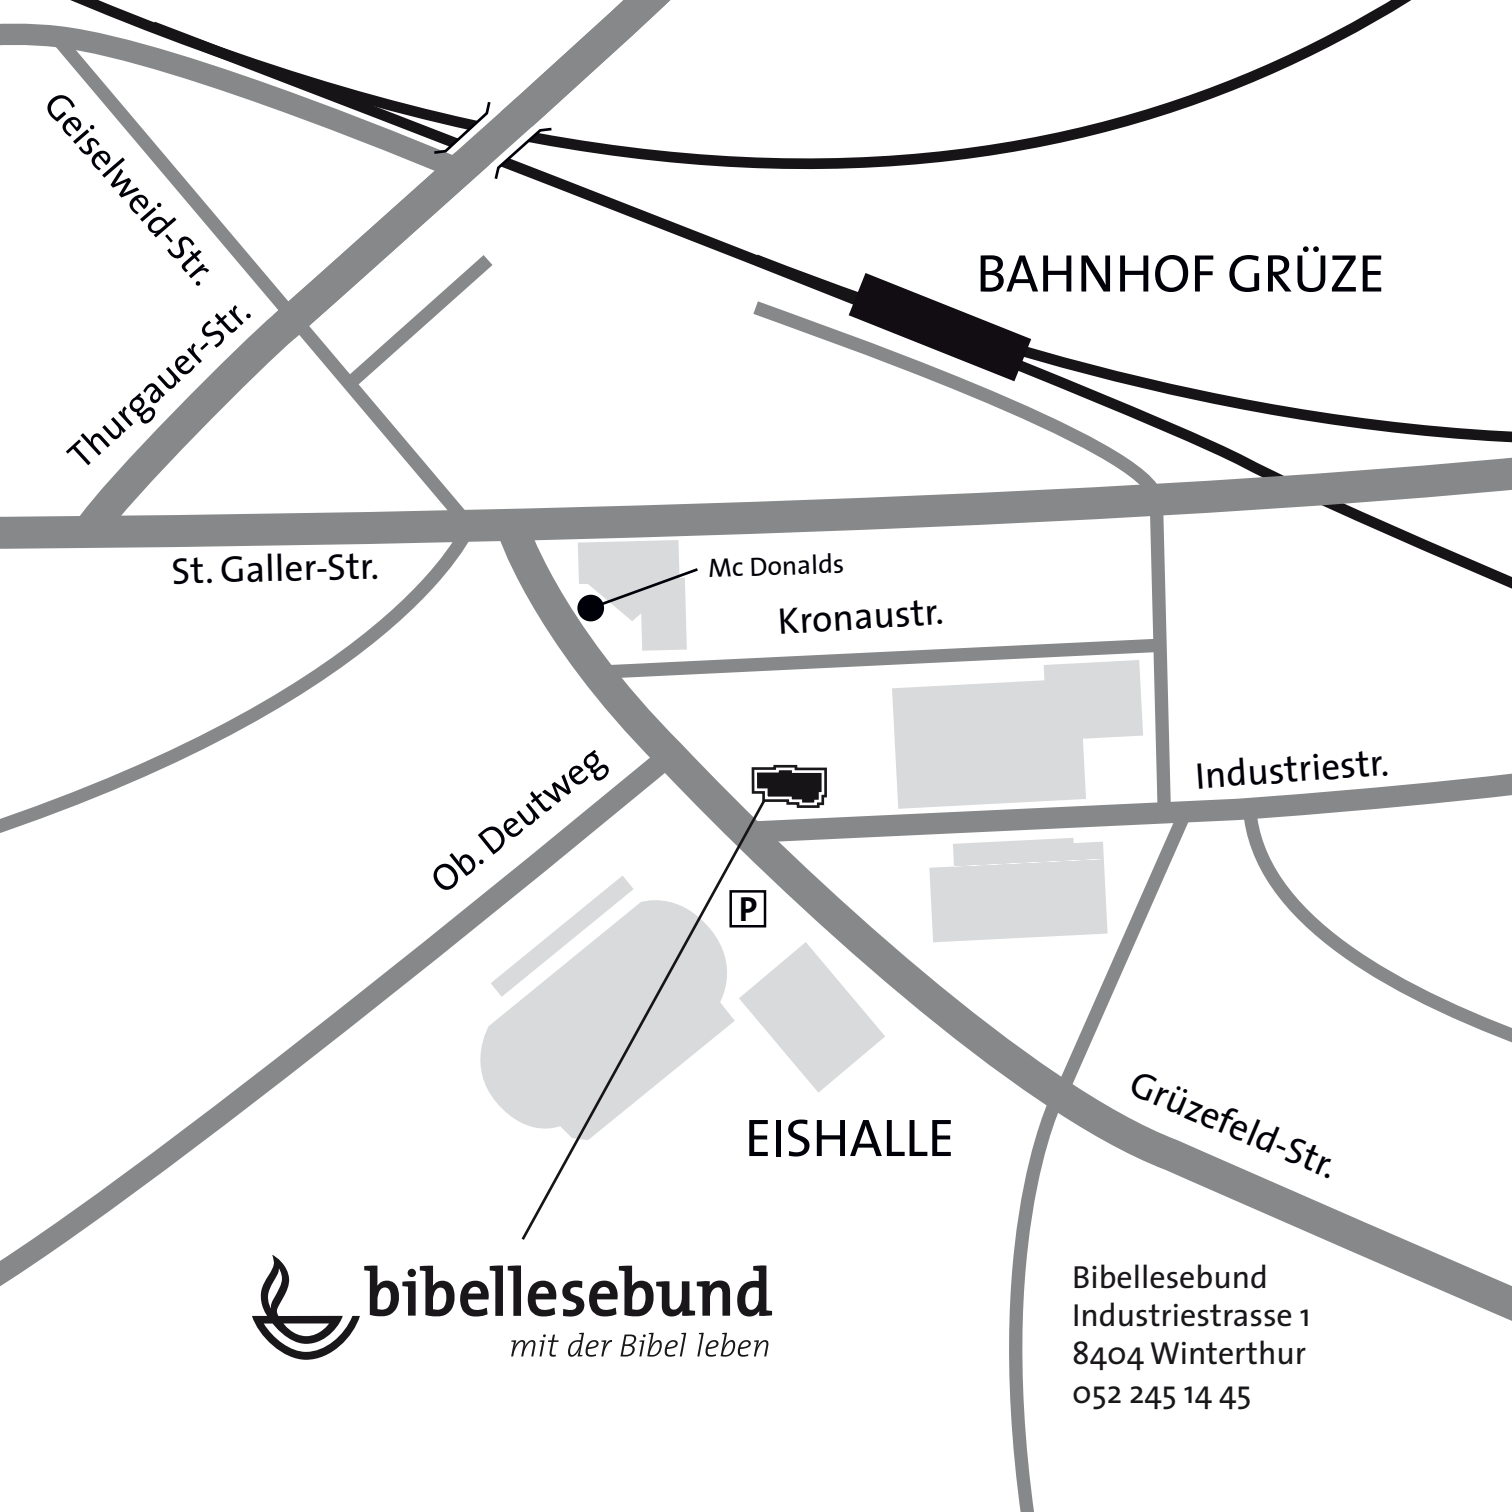 Geiselweid-Str.
BAHNHOF GRÜZE
Thurgauer-Str.
St. Galler-Str.
Mc Donalds
Kronaustr.
Industriestr.
Ob. Deutweg
P
Grüzefeld-Str.
EISHALLE
bibellesebund
mit der Bibel leben
Bibellesebund
Industriestrasse 1
8404 Winterthur
052 245 14 45